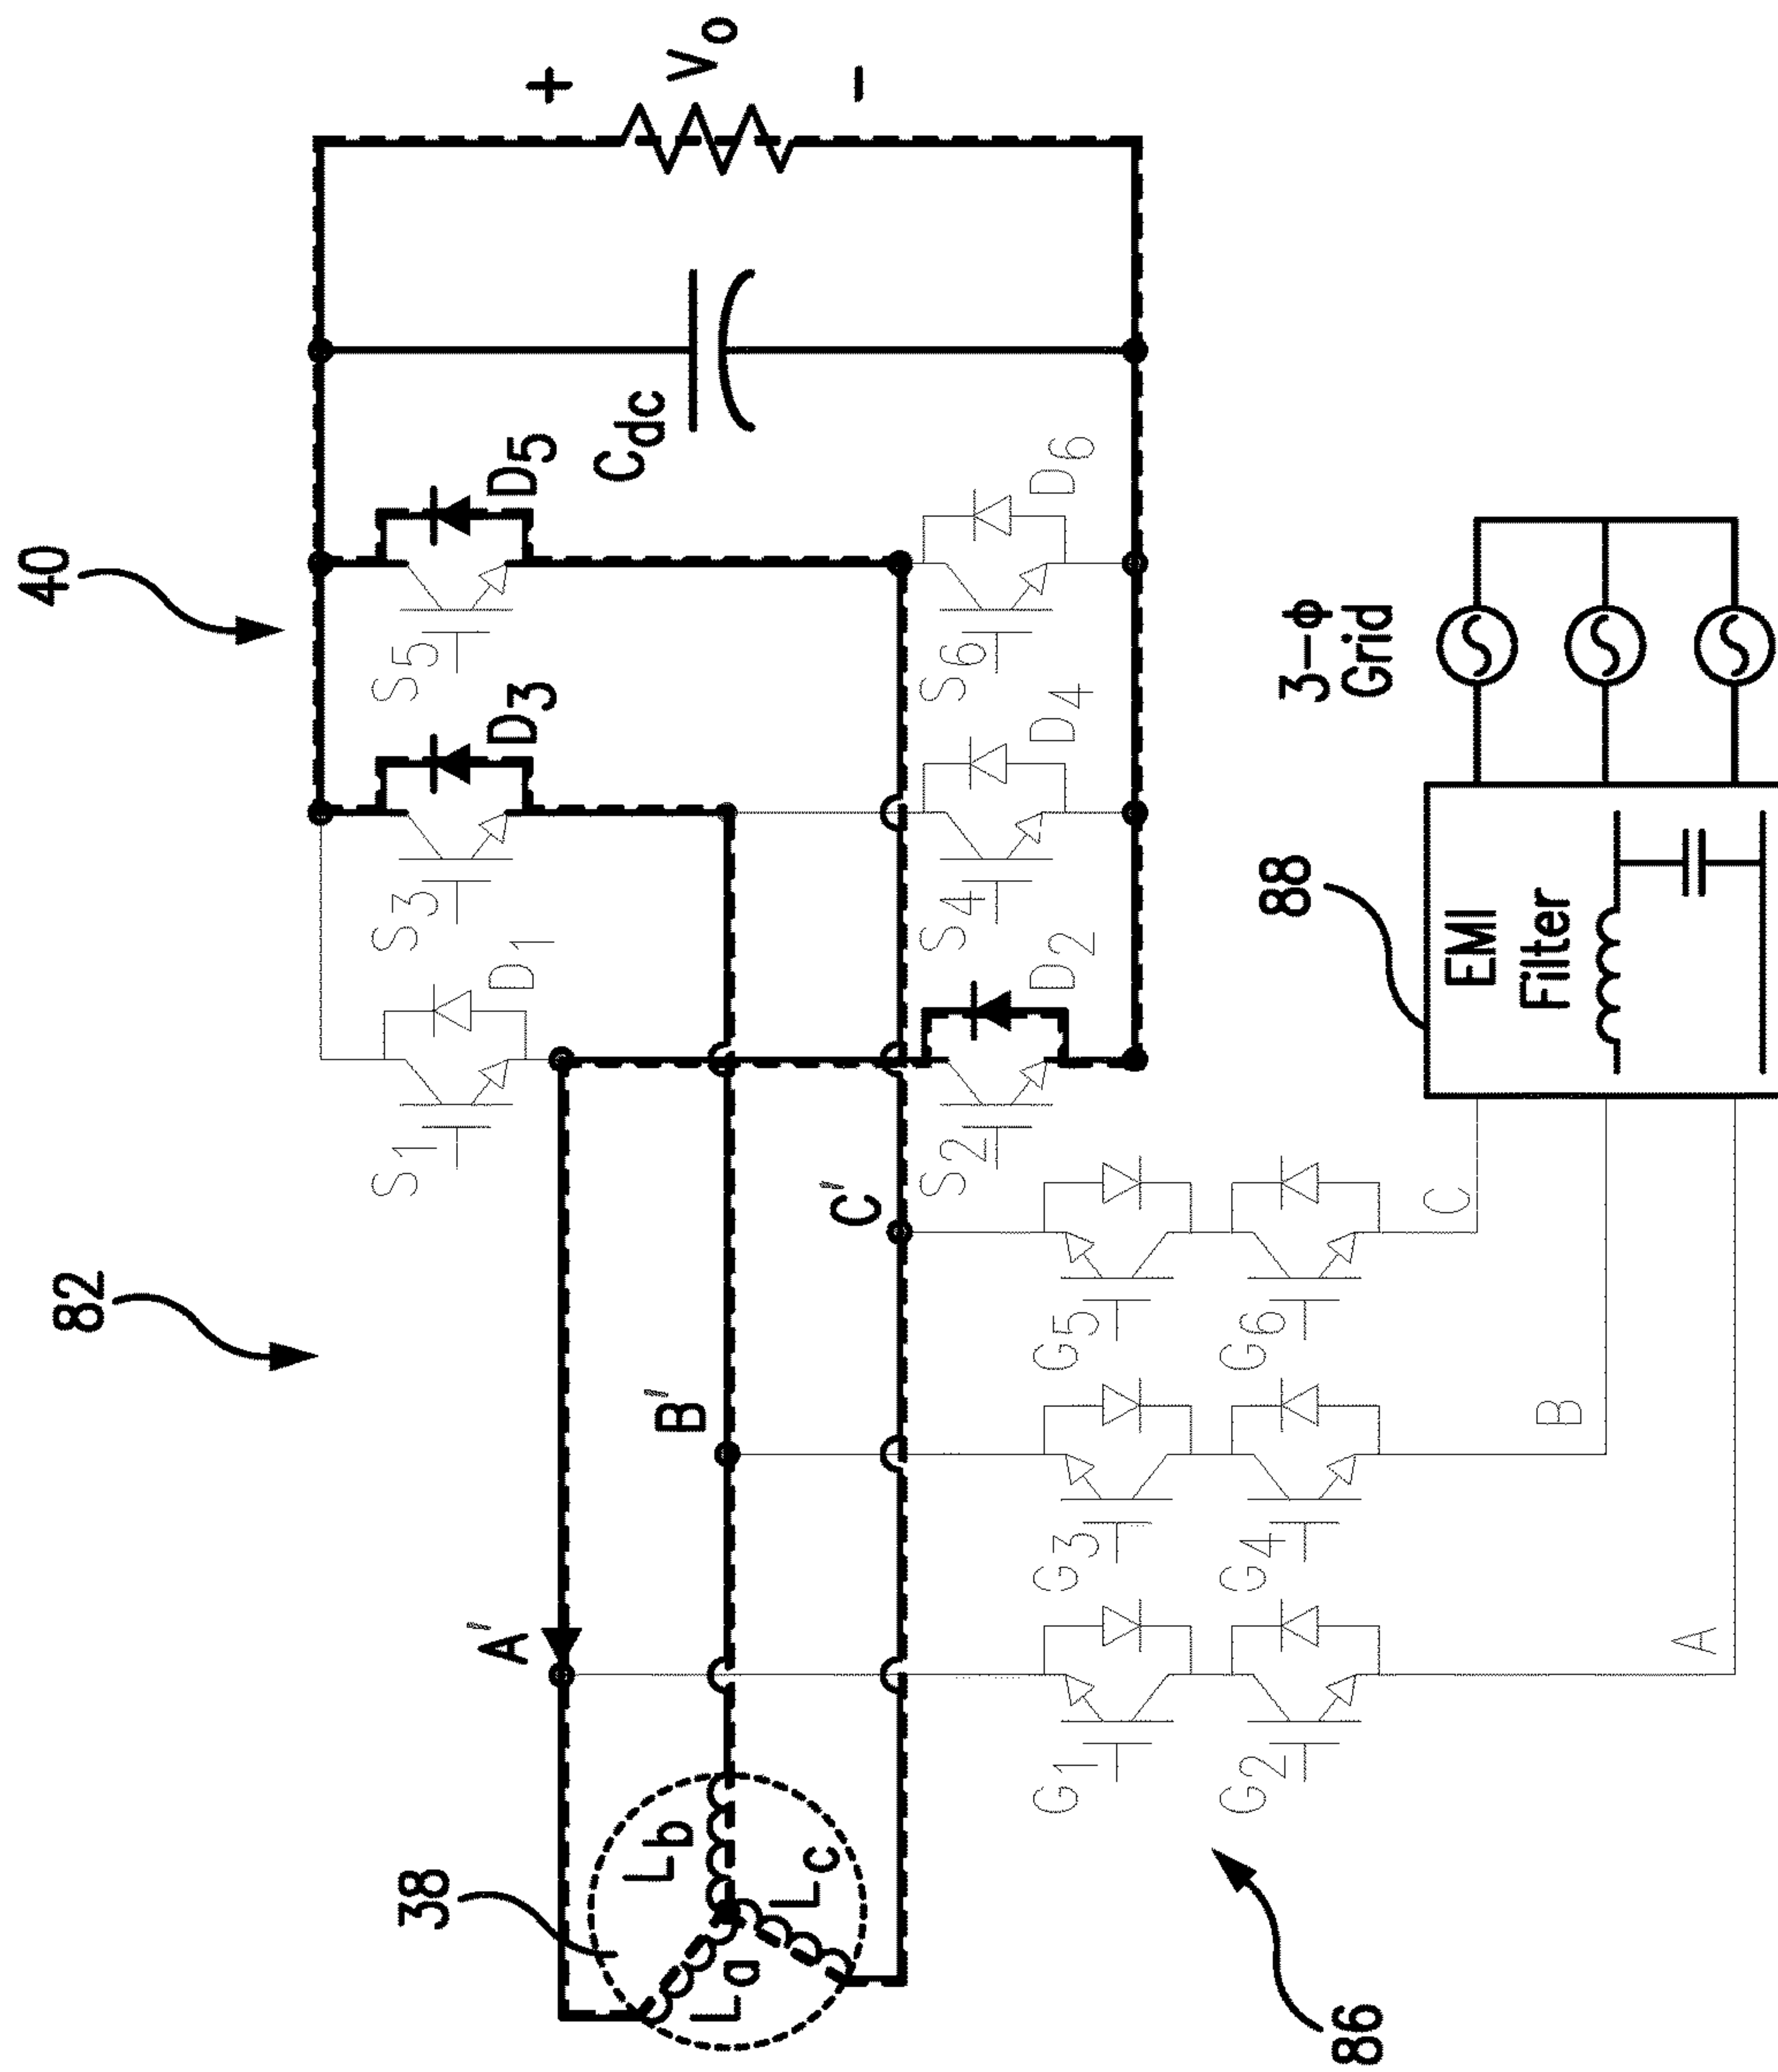 82
40
38
A'
B'
C'
La
Lb
Lc
S1
D1
S3
D3
S5
D5
S2
D2
S4
D4
S6
D6
Cdc
+
Vo
−
86
G1
G3
G5
G2
G4
G6
A
B
C
88
EMI
Filter
3−ϕ
Grid